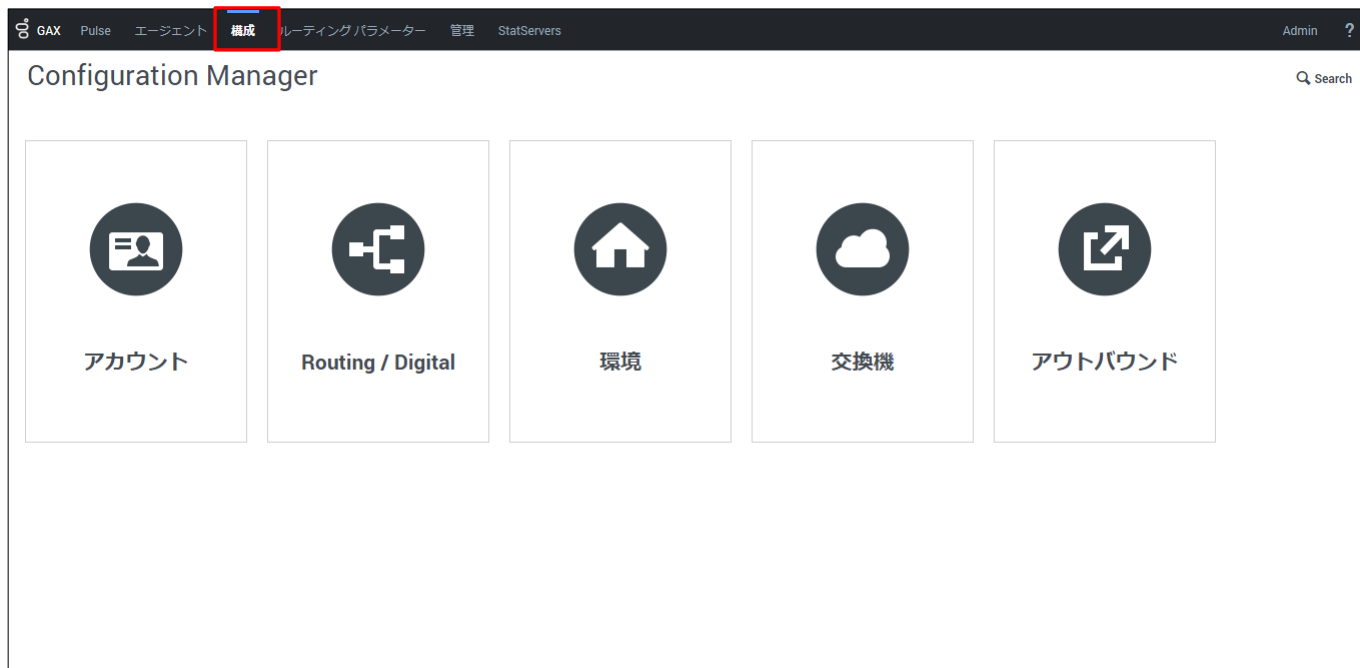 GAX Pulse エージェント 構成 ルーティング パラメーター 管理 StatServers Admin ?
Configuration Manager
Search
アカウント Routing / Digital 環境 交換機 アウトバウンド